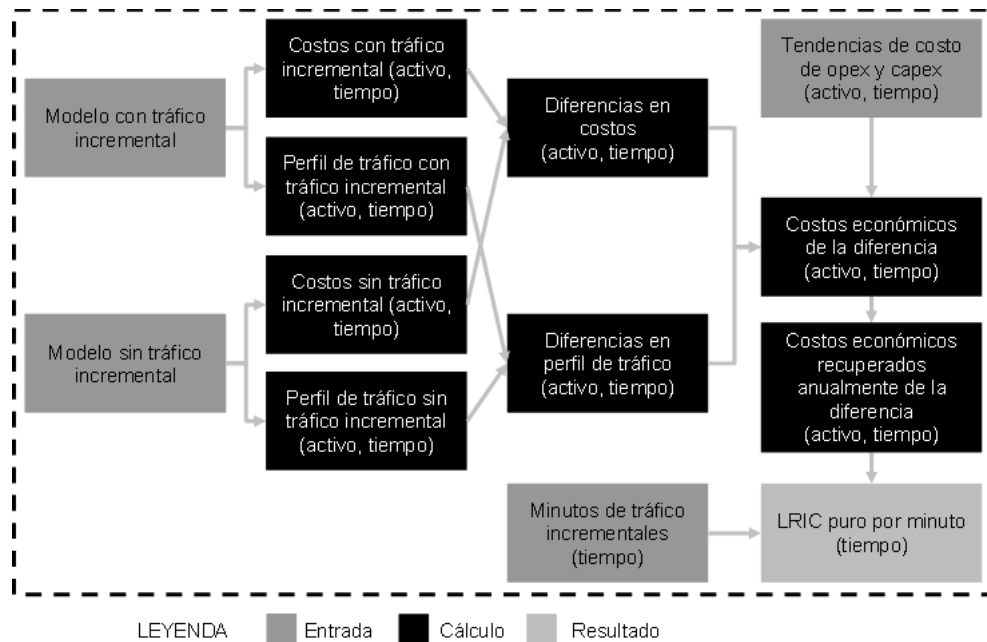 Modelo con tráfico
incremental
Costos con tráfico
incremental (activo,
tiempo)
Perfil de tráfico con
tráfico incremental
(activo, tiempo)
Modelo sin tráfico
incremental
Costos sin tráfico
incremental (activo,
tiempo)
Perfil de tráfico sin
tráfico incremental
(activo, tiempo)
Diferencias en
costos
(activo, tiempo)
Diferencias en
perfil de tráfico
(activo, tiempo)
Tendencias de costo
de opex y capex
(activo, tiempo)
Costos económicos
de la diferencia
(activo, tiempo)
Costos económicos
recuperados
anualmente de la
diferencia
(activo, tiempo)
Minutos de tráfico
incrementales
(tiempo)
LRIC puro por minuto
(tiempo)
LEYENDA Entrada Cálculo Resultado